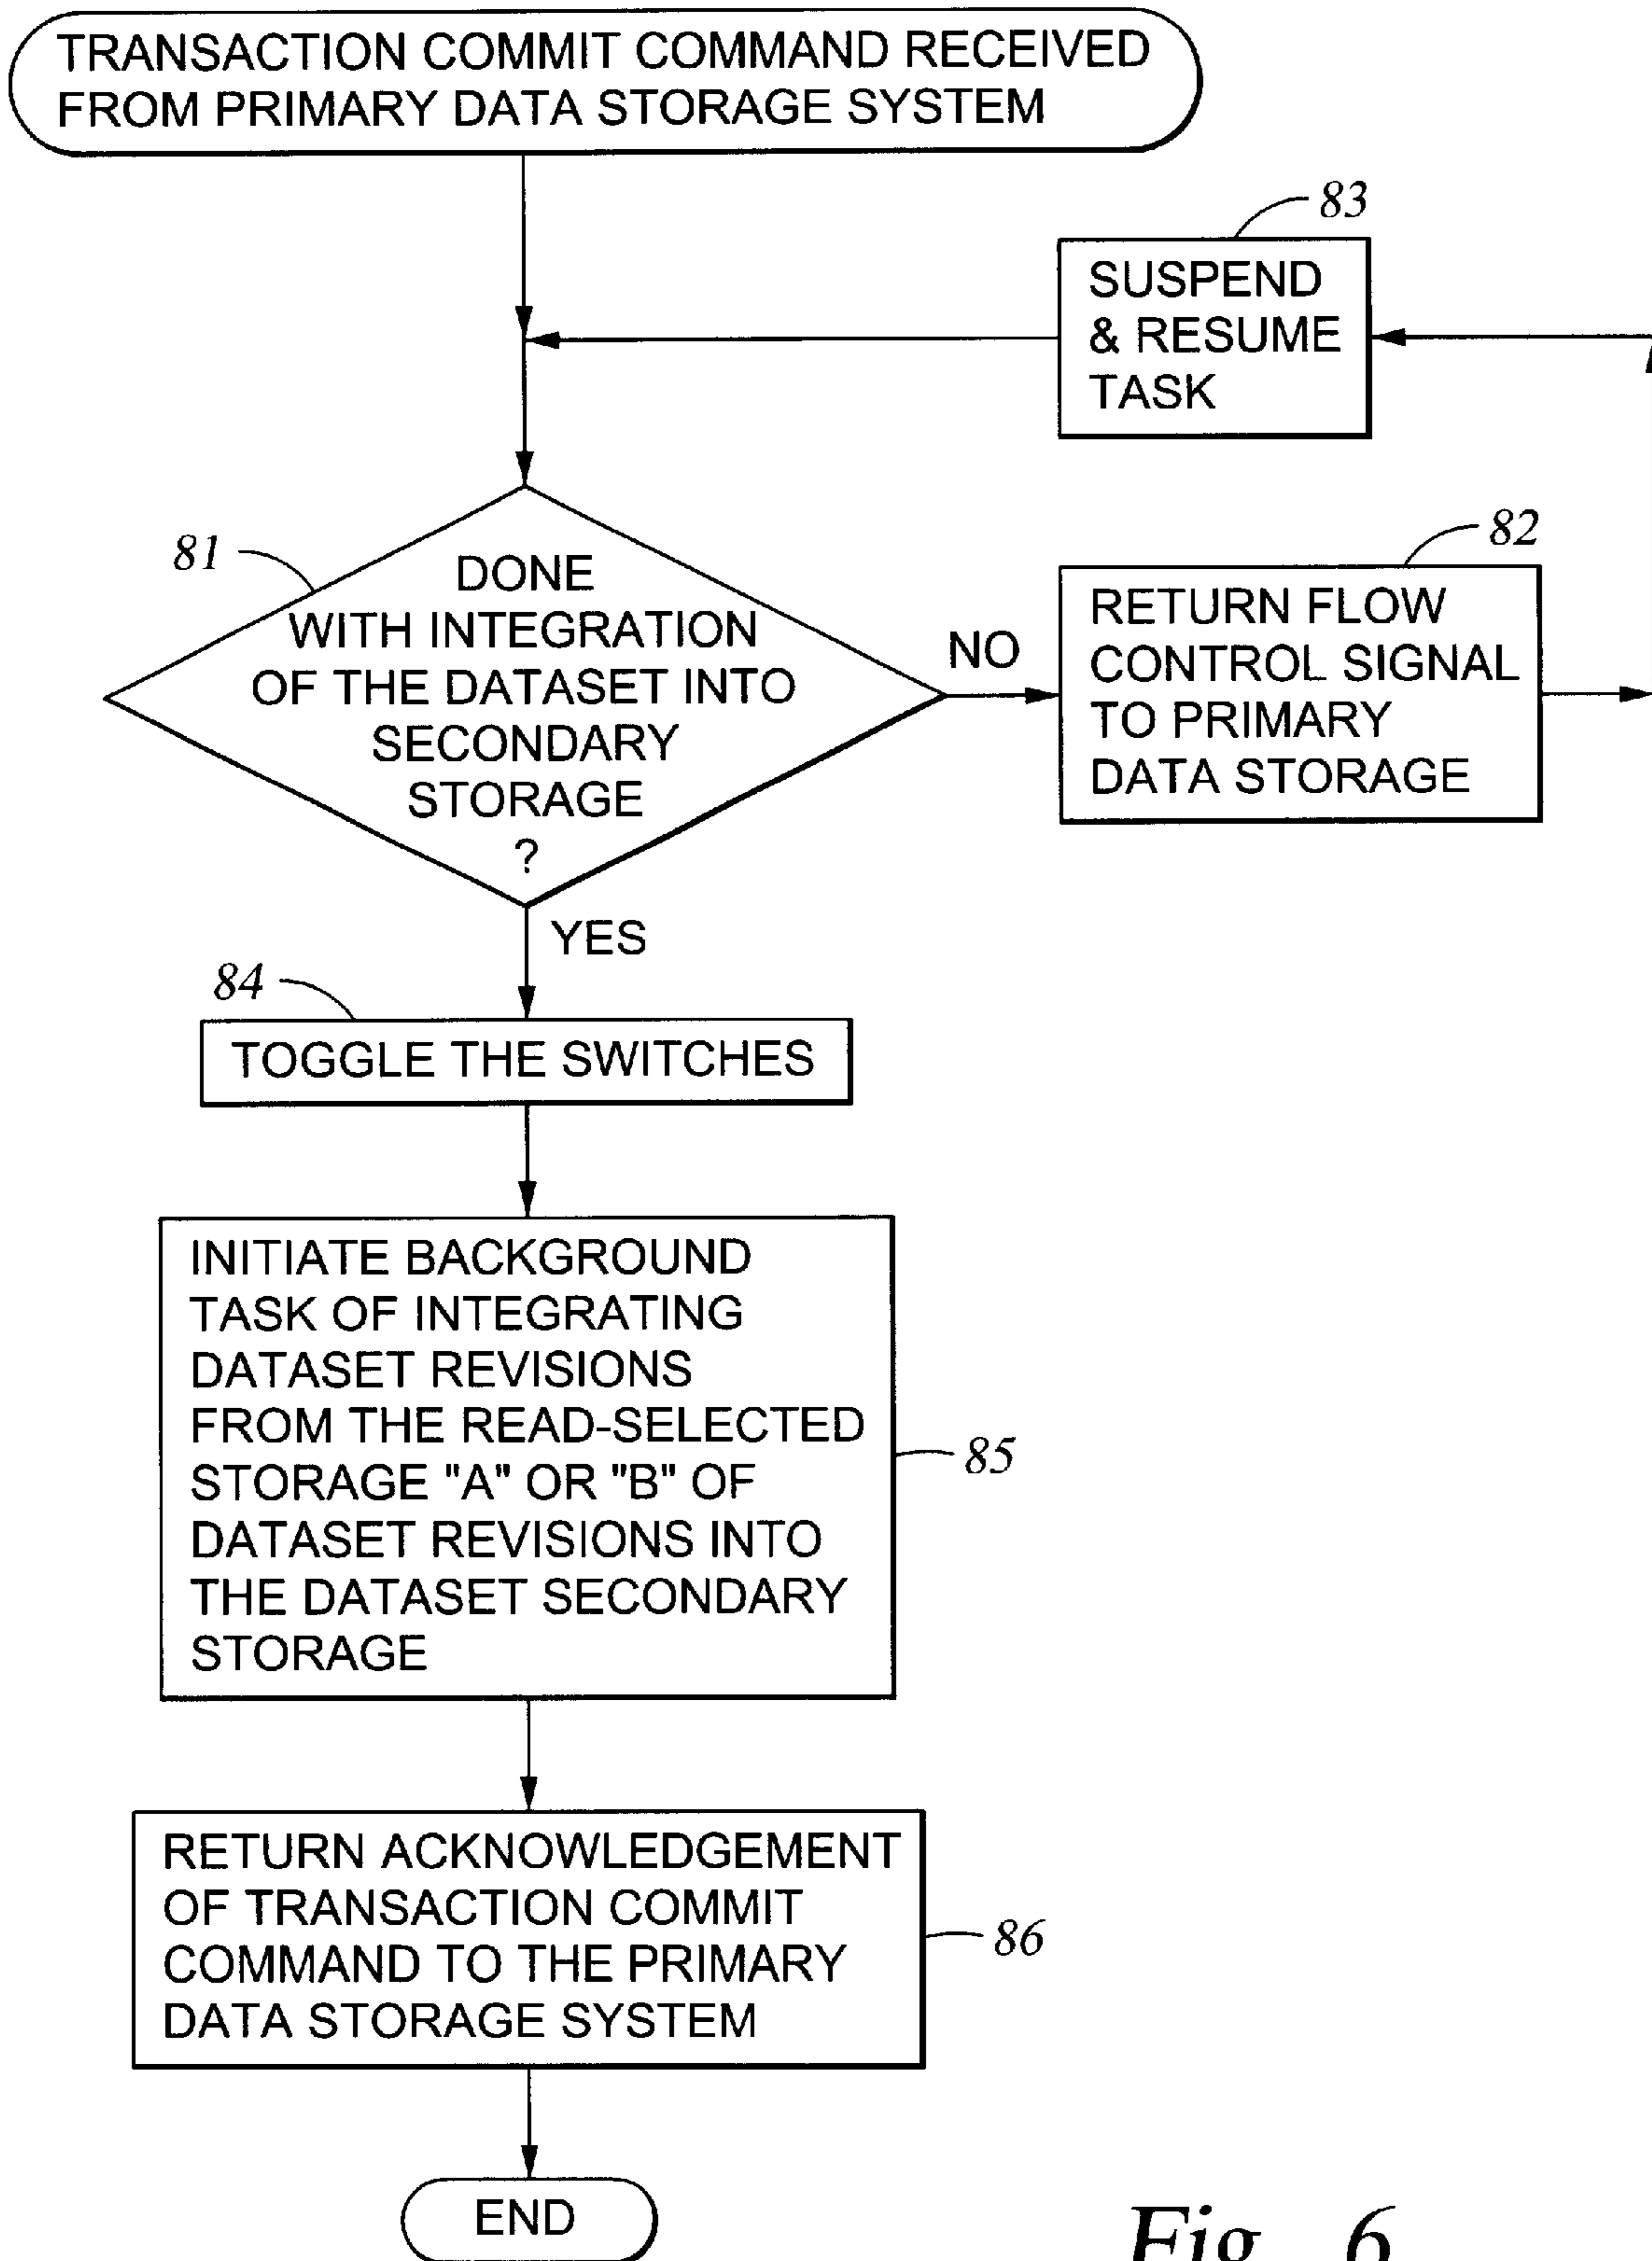 TRANSACTION COMMIT COMMAND RECEIVED
FROM PRIMARY DATA STORAGE SYSTEM
83
SUSPEND
& RESUME
TASK
81
DONE
WITH INTEGRATION
OF THE DATASET INTO
SECONDARY
STORAGE
?
NO
82
RETURN FLOW
CONTROL SIGNAL
TO PRIMARY
DATA STORAGE
YES
84
TOGGLE THE SWITCHES
INITIATE BACKGROUND
TASK OF INTEGRATING
DATASET REVISIONS
FROM THE READ-SELECTED
STORAGE "A" OR "B" OF
DATASET REVISIONS INTO
THE DATASET SECONDARY
STORAGE
85
RETURN ACKNOWLEDGEMENT
OF TRANSACTION COMMIT
COMMAND TO THE PRIMARY
DATA STORAGE SYSTEM
86
END
Fig. 6